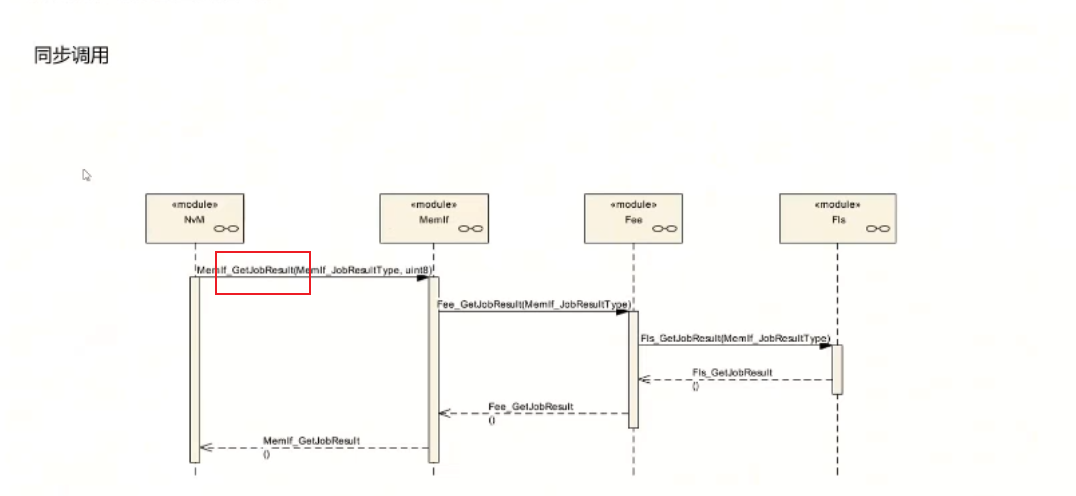 同步调用
«module»
NvM
«module»
MemIf
«module»
Fee
«module»
Fls
MemIf_GetJobResult(MemIf_JobResultType, uint8)
Fee_GetJobResult(MemIf_JobResultType)
Fls_GetJobResult(MemIf_JobResultType)
Fls_GetJobResult
()
Fee_GetJobResult
()
MemIf_GetJobResult
()